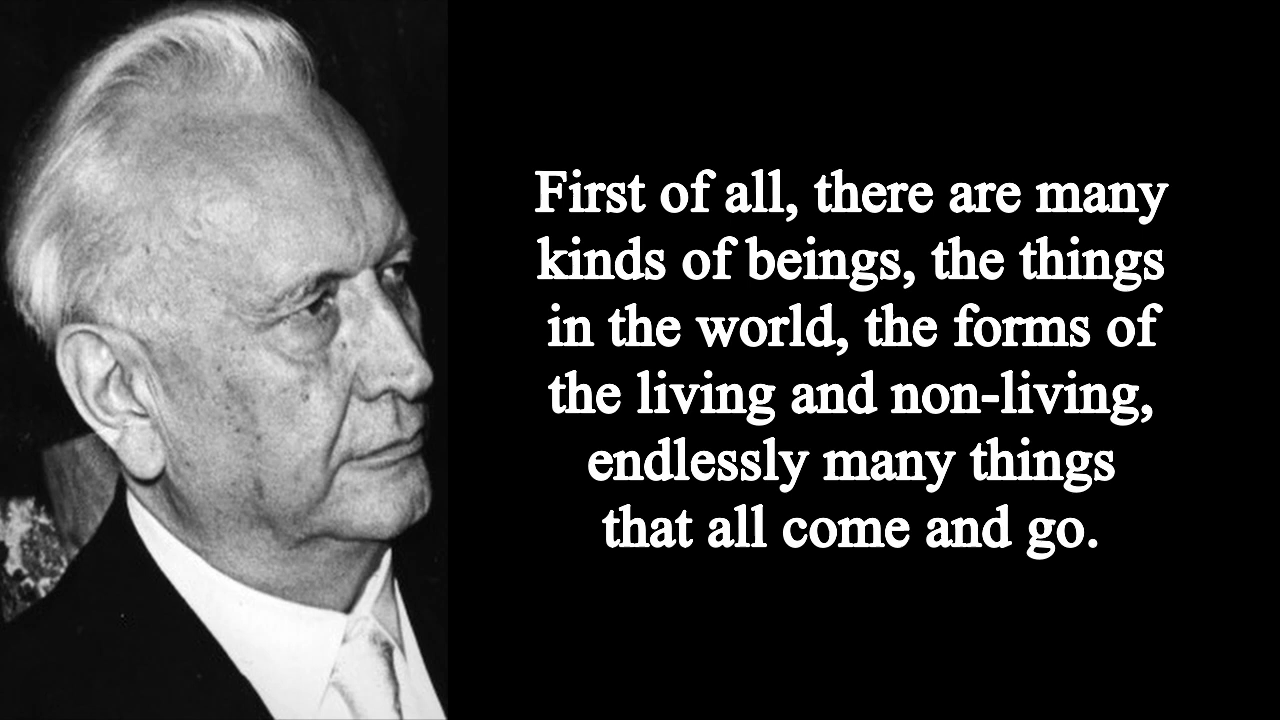 First of all, there are many
kinds of beings, the things
in the world, the forms of
the living and non-living,
endlessly many things
that all come and go.